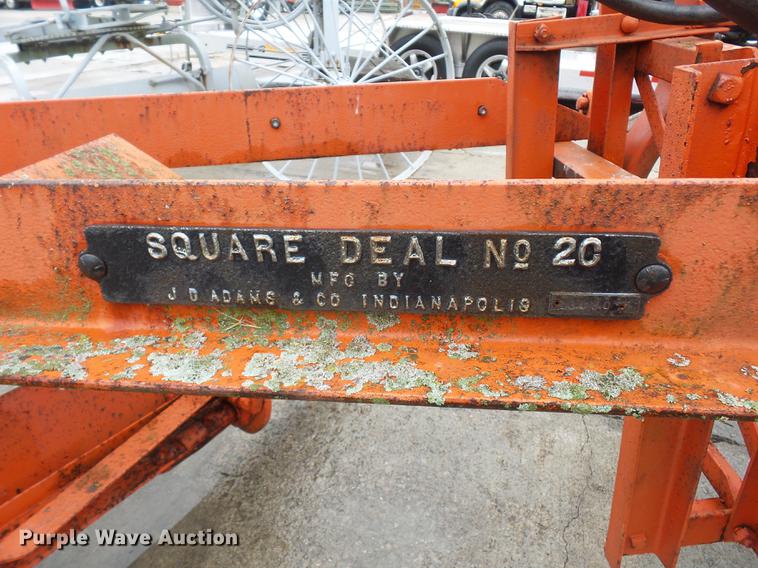 SQUARE DEAL NO 20
MFG BY
J D ADAMS & CO INDIANAPOLIS
Purple Wave Auction